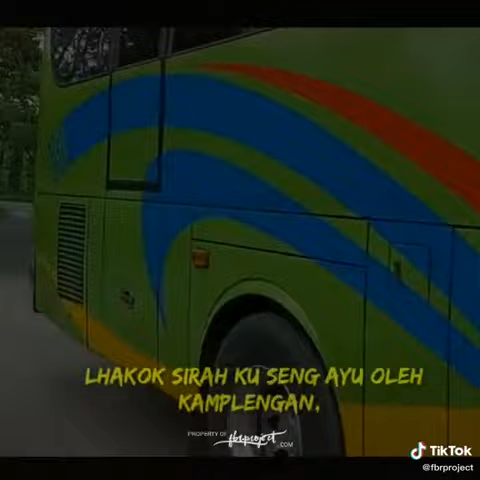 LHAKOK SIRAH KU SENG AYU OLEH
KAMPLENGAN,
PROPERTY OF fbrproject .COM
TikTok
@fbrproject